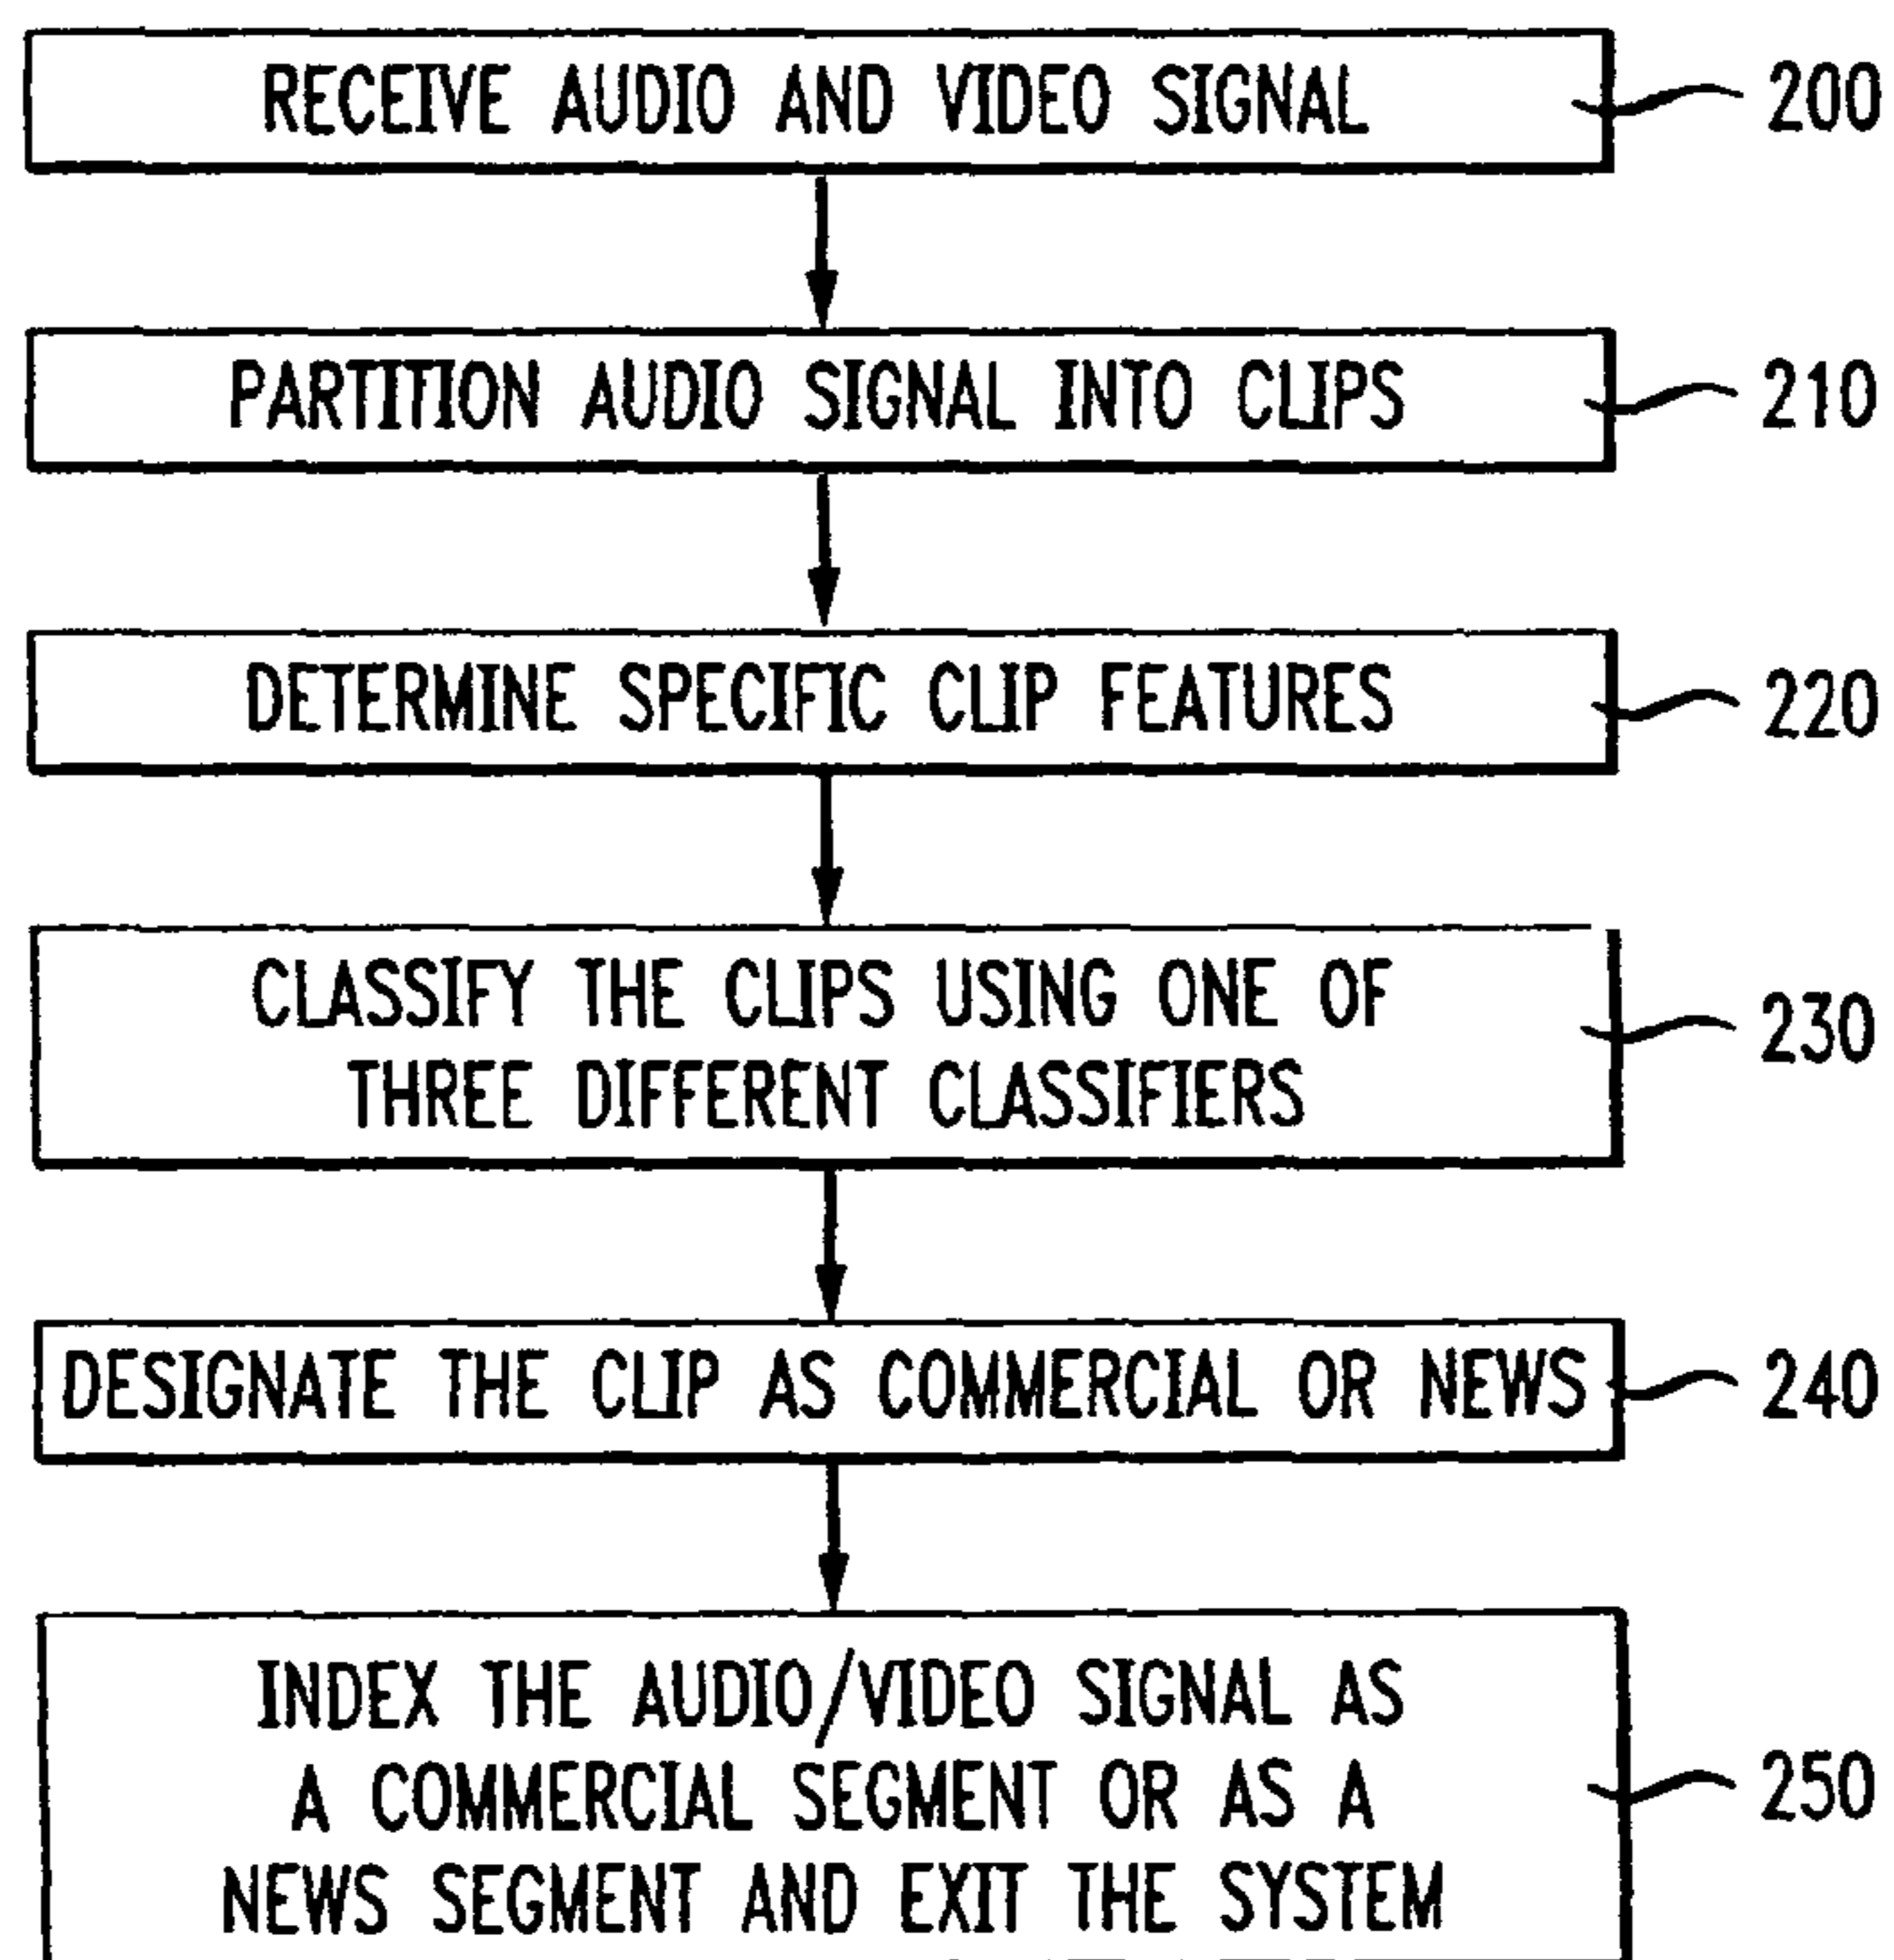 RECEIVE AUDIO AND VIDEO SIGNAL 200
PARTITION AUDIO SIGNAL INTO CLIPS 210
DETERMINE SPECIFIC CLIP FEATURES 220
CLASSIFY THE CLIPS USING ONE OF
THREE DIFFERENT CLASSIFIERS
230
DESIGNATE THE CLIP AS COMMERCIAL OR NEWS 240
INDEX THE AUDIO/VIDEO SIGNAL AS
A COMMERCIAL SEGMENT OR AS A
NEWS SEGMENT AND EXIT THE SYSTEM
250